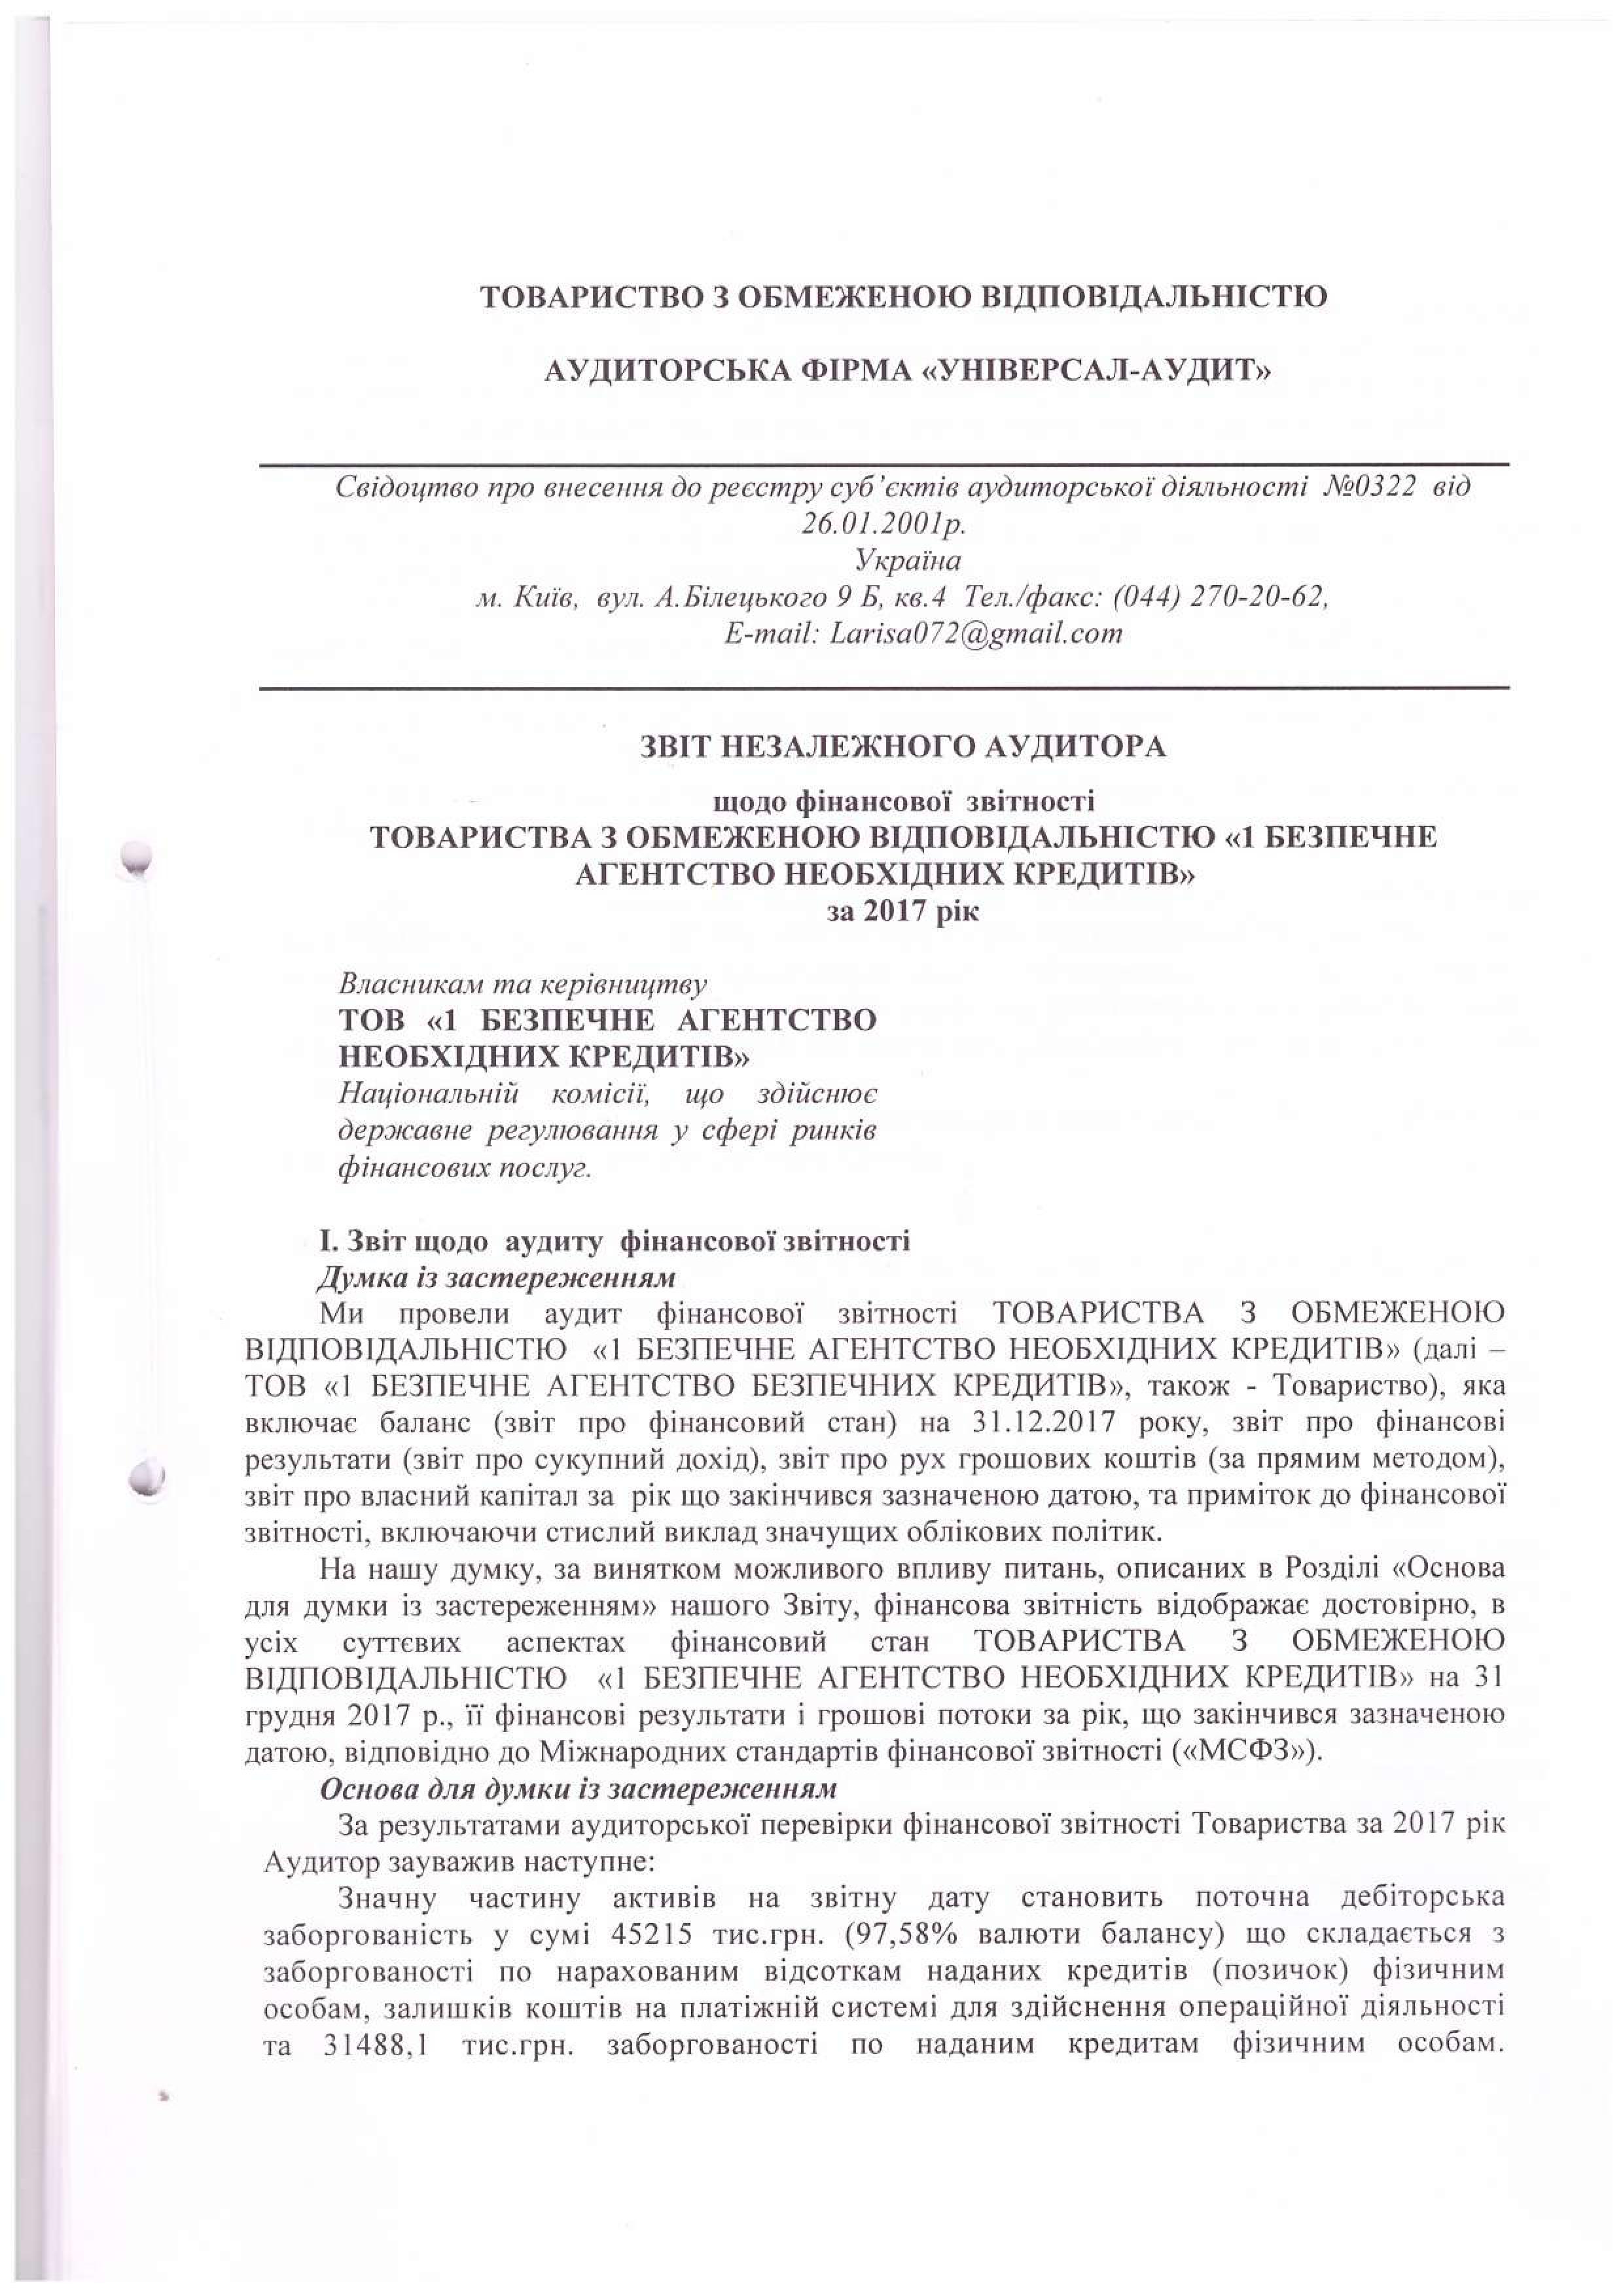 ТОВАРИСТВО З ОБМЕЖЕНОЮ ВІДПОВІДАЛЬНІСТЮ
АУДИТОРСЬКА ФІРМА «УНІВЕРСАЛ-АУДИТ»
Свідоцтво про внесення до реєстру суб’єктів аудиторської діяльності №0322 від
26.01.2001р.
Україна
м. Київ, вул. А.Білецького 9 Б, кв.4 Тел./факс: (044) 270-20-62,
E-mail: Larisa072@gmail.com
ЗВІТ НЕЗАЛЕЖНОГО АУДИТОРА
щодо фінансової звітності
ТОВАРИСТВА З ОБМЕЖЕНОЮ ВІДПОВІДАЛЬНІСТЮ «1 БЕЗПЕЧНЕ
АГЕНТСТВО НЕОБХІДНИХ КРЕДИТІВ»
за 2017 рік
Власникам та керівництву
ТОВ «1 БЕЗПЕЧНЕ АГЕНТСТВО
НЕОБХІДНИХ КРЕДИТІВ»
Національній комісії, що здійснює
державне регулювання у сфері ринків
фінансових послуг.
І. Звіт щодо аудиту фінансової звітності
Думка із застереженням
Ми провели аудит фінансової звітності ТОВАРИСТВА З ОБМЕЖЕНОЮ
ВІДПОВІДАЛЬНІСТЮ «1 БЕЗПЕЧНЕ АГЕНТСТВО НЕОБХІДНИХ КРЕДИТІВ» (далі –
ТОВ «1 БЕЗПЕЧНЕ АГЕНТСТВО БЕЗПЕЧНИХ КРЕДИТІВ», також - Товариство), яка
включає баланс (звіт про фінансовий стан) на 31.12.2017 року, звіт про фінансові
результати (звіт про сукупний дохід), звіт про рух грошових коштів (за прямим методом),
звіт про власний капітал за рік що закінчився зазначеною датою, та приміток до фінансової
звітності, включаючи стислий виклад значущих облікових політик.
На нашу думку, за винятком можливого впливу питань, описаних в Розділі «Основа
для думки із застереженням» нашого Звіту, фінансова звітність відображає достовірно, в
усіх суттєвих аспектах фінансовий стан ТОВАРИСТВА З ОБМЕЖЕНОЮ
ВІДПОВІДАЛЬНІСТЮ «1 БЕЗПЕЧНЕ АГЕНТСТВО НЕОБХІДНИХ КРЕДИТІВ» на 31
грудня 2017 р., її фінансові результати і грошові потоки за рік, що закінчився зазначеною
датою, відповідно до Міжнародних стандартів фінансової звітності («МСФЗ»).
Основа для думки із застереженням
За результатами аудиторської перевірки фінансової звітності Товариства за 2017 рік
Аудитор зауважив наступне:
Значну частину активів на звітну дату становить поточна дебіторська
заборгованість у сумі 45215 тис.грн. (97,58% валюти балансу) що складається з
заборгованості по нарахованим відсоткам наданих кредитів (позичок) фізичним
особам, залишків коштів на платіжній системі для здійснення операційної діяльності
та 31488,1 тис.грн. заборгованості по наданим кредитам фізичним особам.